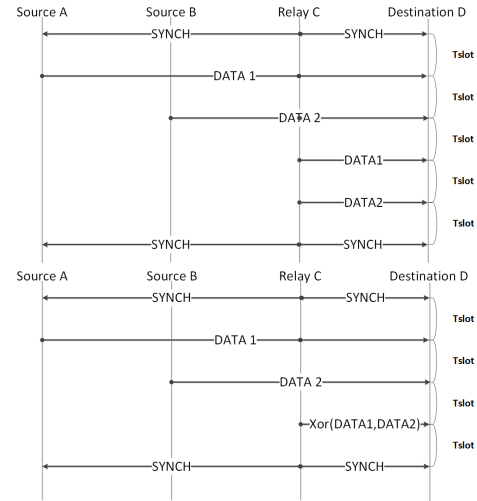 Source A Source B Relay C Destination D
SYNCH SYNCH
Tslot
DATA 1
Tslot
DATA 2
Tslot
DATA1
Tslot
DATA2
Tslot
SYNCH SYNCH
Source A Source B Relay C Destination D
SYNCH SYNCH
Tslot
DATA 1
Tslot
DATA 2
Tslot
Xor(DATA1,DATA2)
Tslot
SYNCH SYNCH